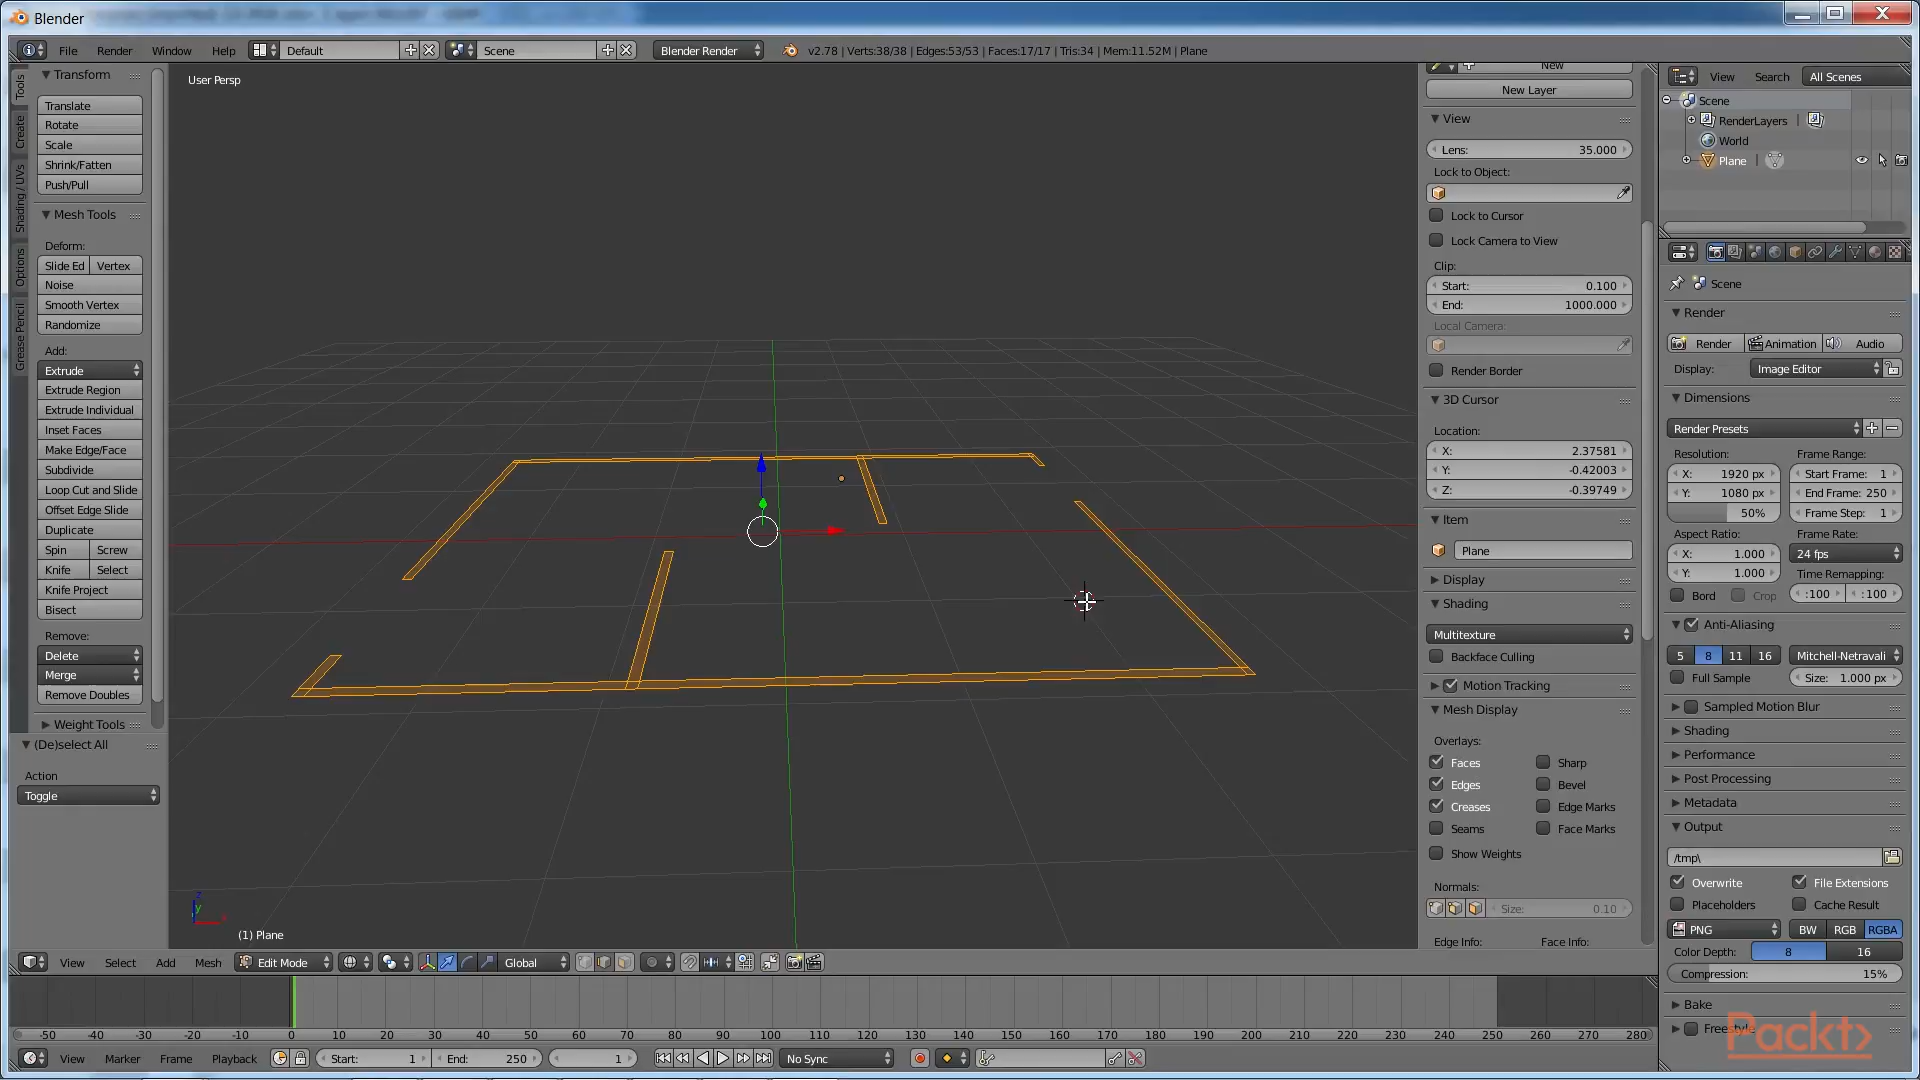 Blender
File Render Window Help Default Scene Blender Render v2.78 | Verts:38/38 | Edges:53/53 | Faces:17/17 | Tris:34 | Mem:11.52M | Plane
Tools
Create
Shading / UVs
Options
Grease Pencil
Transform
Translate
Rotate
Scale
Shrink/Fatten
Push/Pull
Mesh Tools
Deform:
Slide Ed Vertex
Noise
Smooth Vertex
Randomize
Add:
Extrude
Extrude Region
Extrude Individual
Inset Faces
Make Edge/Face
Subdivide
Loop Cut and Slide
Offset Edge Slide
Duplicate
Spin Screw
Knife Select
Knife Project
Bisect
Remove:
Delete
Merge
Remove Doubles
Weight Tools
(De)select All
Action
Toggle
User Persp
z
y
x
(1) Plane
New
New Layer
View
Lens: 35.000
Lock to Object:
Lock to Cursor
Lock Camera to View
Clip:
Start: 0.100
End: 1000.000
Local Camera:
Render Border
3D Cursor
Location:
X: 2.37581
Y: -0.42003
Z: -0.39749
Item
Plane
Display
Shading
Multitexture
Backface Culling
Motion Tracking
Mesh Display
Overlays:
Faces Sharp
Edges Bevel
Creases Edge Marks
Seams Face Marks
Show Weights
Normals:
Size: 0.10
Edge Info: Face Info:
View Search All Scenes
Scene
RenderLayers
World
Plane
Scene
Render
Render Animation Audio
Display: Image Editor
Dimensions
Render Presets
Resolution: Frame Range:
X: 1920 px Start Frame: 1
Y: 1080 px End Frame: 250
50% Frame Step: 1
Aspect Ratio: Frame Rate:
X: 1.000 24 fps
Y: 1.000 Time Remapping:
Bord Crop :100 :100
Anti-Aliasing
5 8 11 16 Mitchell-Netravali
Full Sample Size: 1.000 px
Sampled Motion Blur
Shading
Performance
Post Processing
Metadata
Output
/tmp\
Overwrite File Extensions
Placeholders Cache Result
PNG BW RGB RGBA
Color Depth: 8 16
Compression: 15%
Bake
Freestyle
Packt>
View Select Add Mesh Edit Mode Global
-50 -40 -30 -20 -10 0 10 20 30 40 50 60 70 80 90 100 110 120 130 140 150 160 170 180 190 200 210 220 230 240 250 260 270 280
View Marker Frame Playback Start: 1 End: 250 1 No Sync